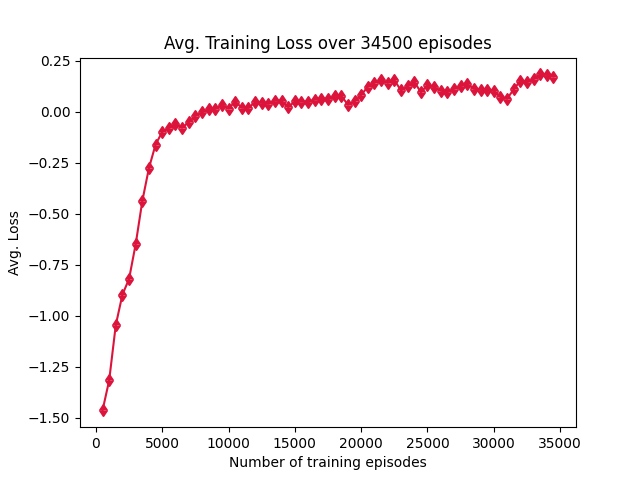 Avg. Training Loss over 34500 episodes
0.25
0.00
−0.25
−0.50
−0.75
−1.00
−1.25
−1.50
Avg. Loss
0 5000 10000 15000 20000 25000 30000 35000
Number of training episodes